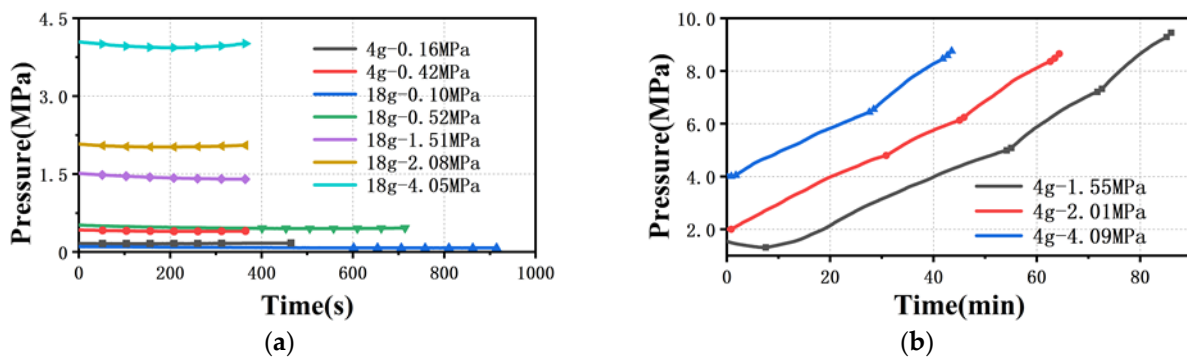 4.5
3.0
1.5
0
Pressure(MPa)
4g-0.16MPa
4g-0.42MPa
18g-0.10MPa
18g-0.52MPa
18g-1.51MPa
18g-2.08MPa
18g-4.05MPa
0 200 400 600 800 1000
Time(s)
(a)
10.0
8.0
6.0
4.0
2.0
Pressure(MPa)
4g-1.55MPa
4g-2.01MPa
4g-4.09MPa
0 20 40 60 80
Time(min)
(b)